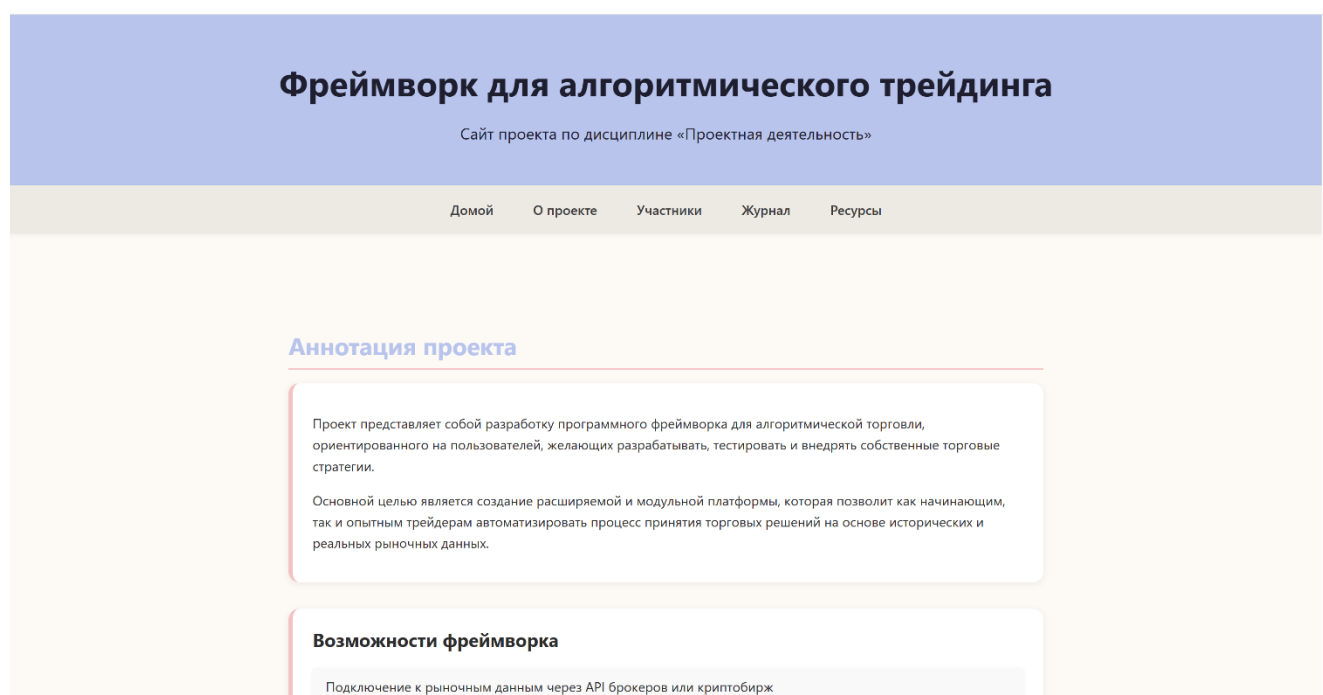 Фреймворк для алгоритмического трейдинга
Сайт проекта по дисциплине «Проектная деятельность»
Домой О проекте Участники Журнал Ресурсы
Аннотация проекта
Проект представляет собой разработку программного фреймворка для алгоритмической торговли,
ориентированного на пользователей, желающих разрабатывать, тестировать и внедрять собственные торговые
стратегии.
Основной целью является создание расширяемой и модульной платформы, которая позволит как начинающим,
так и опытным трейдерам автоматизировать процесс принятия торговых решений на основе исторических и
реальных рыночных данных.
Возможности фреймворка
Подключение к рыночным данным через API брокеров или криптобирж